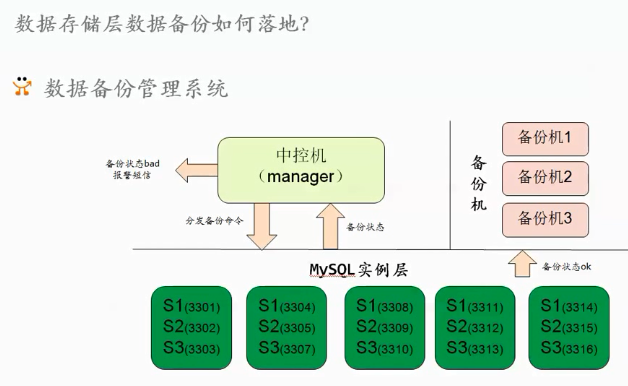 数据存储层数据备份如何落地?
数据备份管理系统
备份状态bad
报警短信
中控机
(manager)
分发备份命令
备份状态
备份机
备份机1
备份机2
备份机3
MySQL实例层
备份状态ok
S1(3301)
S2(3302)
S3(3303)
S1(3304)
S2(3305)
S3(3307)
S1(3308)
S2(3309)
S3(3310)
S1(3311)
S2(3312)
S3(3313)
S1(3314)
S2(3315)
S3(3316)